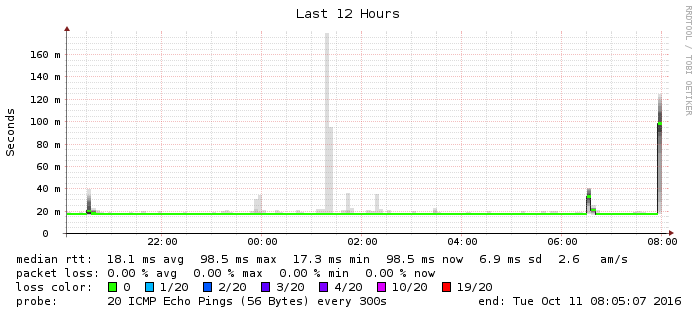 Last 12 Hours
RRDTOOL / TOBI OETIKER
Seconds
160 m
140 m
120 m
100 m
80 m
60 m
40 m
20 m
0
22:00 00:00 02:00 04:00 06:00 08:00
median rtt: 18.1 ms avg 98.5 ms max 17.3 ms min 98.5 ms now 6.9 ms sd 2.6 am/s
packet loss: 0.00 % avg 0.00 % max 0.00 % min 0.00 % now
loss color: 0 1/20 2/20 3/20 4/20 10/20 19/20
probe: 20 ICMP Echo Pings (56 Bytes) every 300s end: Tue Oct 11 08:05:07 2016